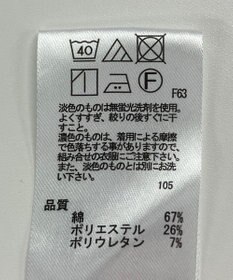 40
F
F63
淡色のものは無蛍光洗剤を使用。
よくすすぎ、絞りの後すぐに干
すこと。
濃色のものは、着用による摩擦
で色落ちする事がありますので、
組み合せの衣服にご注意下さい。
また、淡色のものとは別にお洗
い下さい。
105
品質
綿 67%
ポリエステル 26%
ポリウレタン 7%